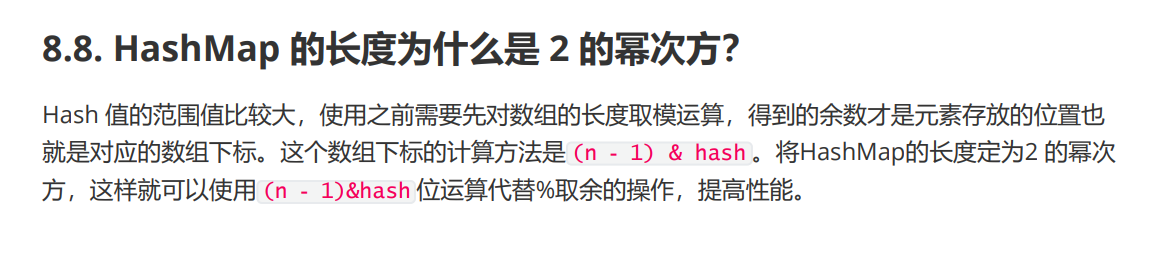 8.8. HashMap 的长度为什么是 2 的幂次方?
Hash 值的范围值比较大，使用之前需要先对数组的长度取模运算，得到的余数才是元素存放的位置也
就是对应的数组下标。这个数组下标的计算方法是(n - 1) & hash。将HashMap的长度定为2 的幂次
方，这样就可以使用(n - 1)&hash位运算代替%取余的操作，提高性能。